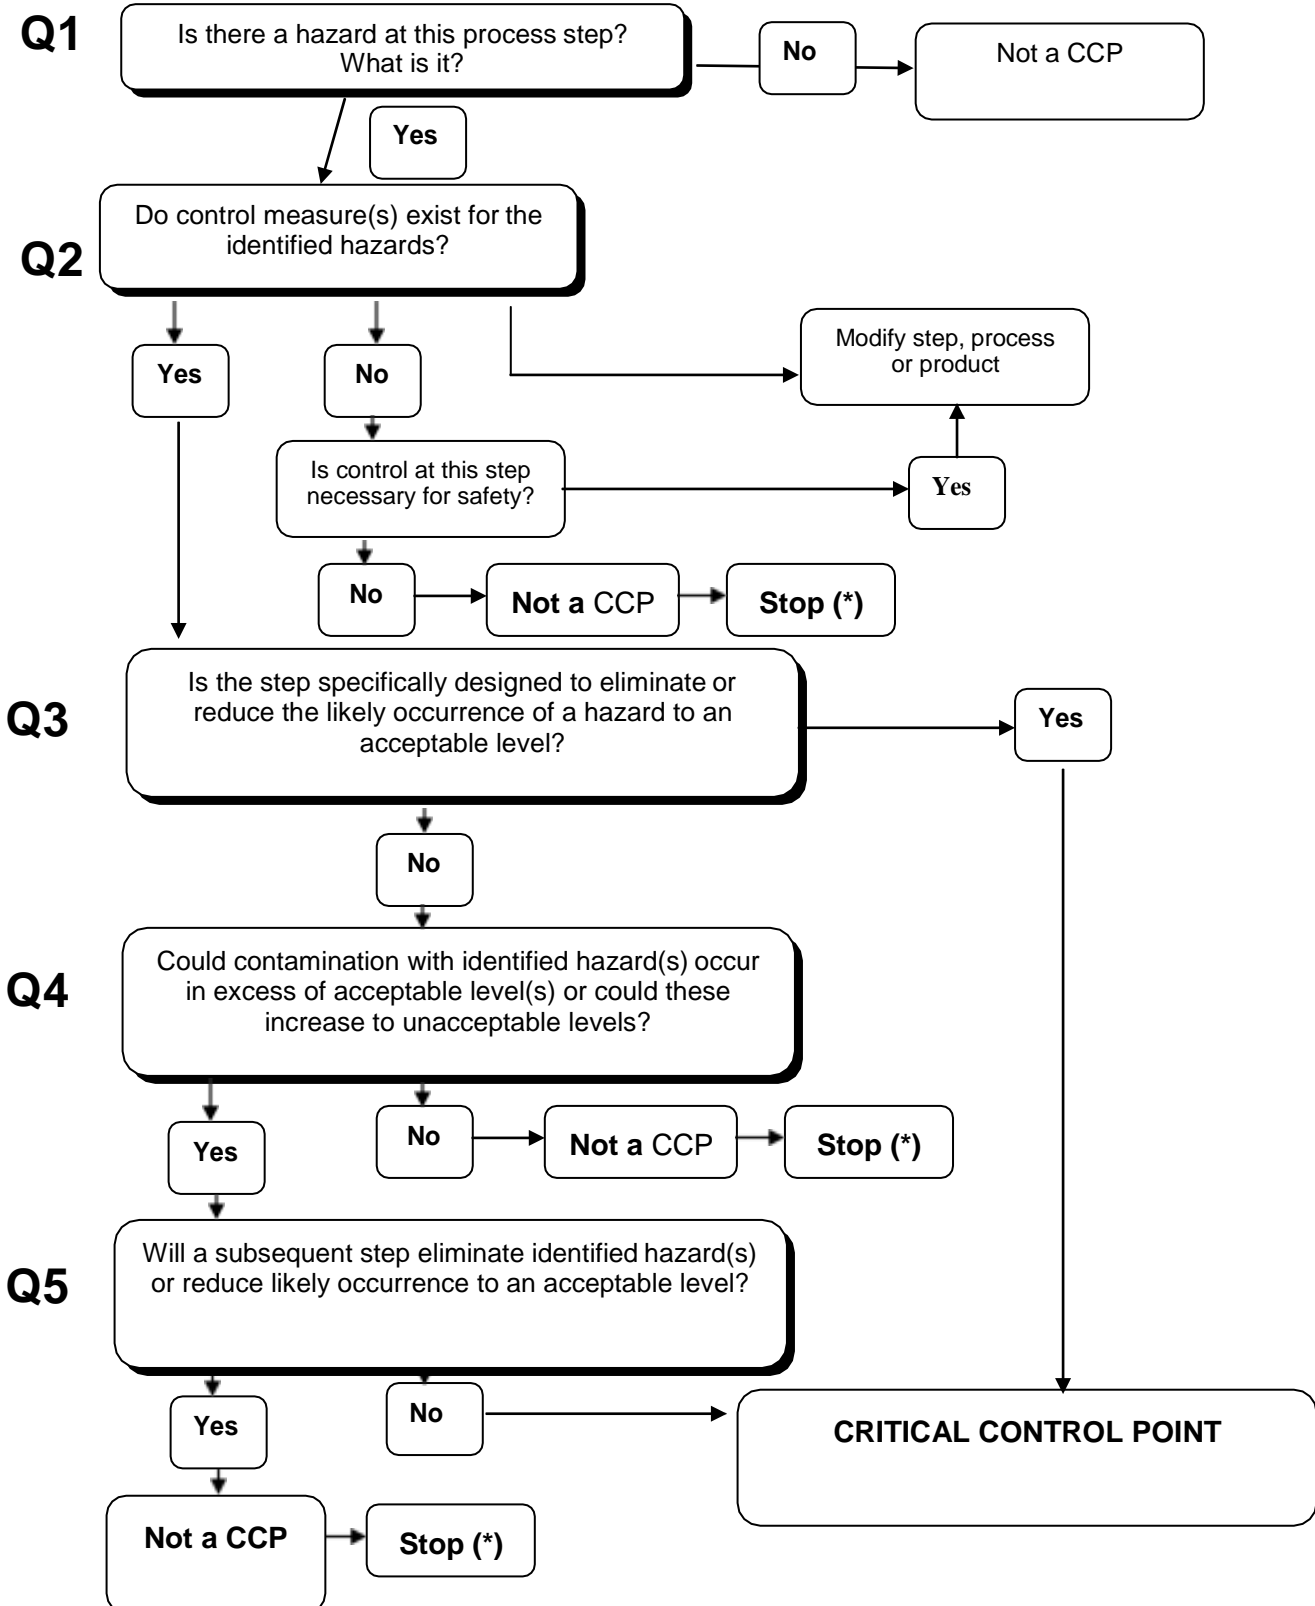 Q1
Is there a hazard at this process step?
What is it?
No
Not a CCP
Yes
Q2
Do control measure(s) exist for the
identified hazards?
Yes
No
Modify step, process
or product
Is control at this step
necessary for safety?
Yes
No
Not a CCP
Stop (*)
Q3
Is the step specifically designed to eliminate or
reduce the likely occurrence of a hazard to an
acceptable level?
Yes
No
Q4
Could contamination with identified hazard(s) occur
in excess of acceptable level(s) or could these
increase to unacceptable levels?
Yes
No
Not a CCP
Stop (*)
Q5
Will a subsequent step eliminate identified hazard(s)
or reduce likely occurrence to an acceptable level?
Yes
No
CRITICAL CONTROL POINT
Not a CCP
Stop (*)